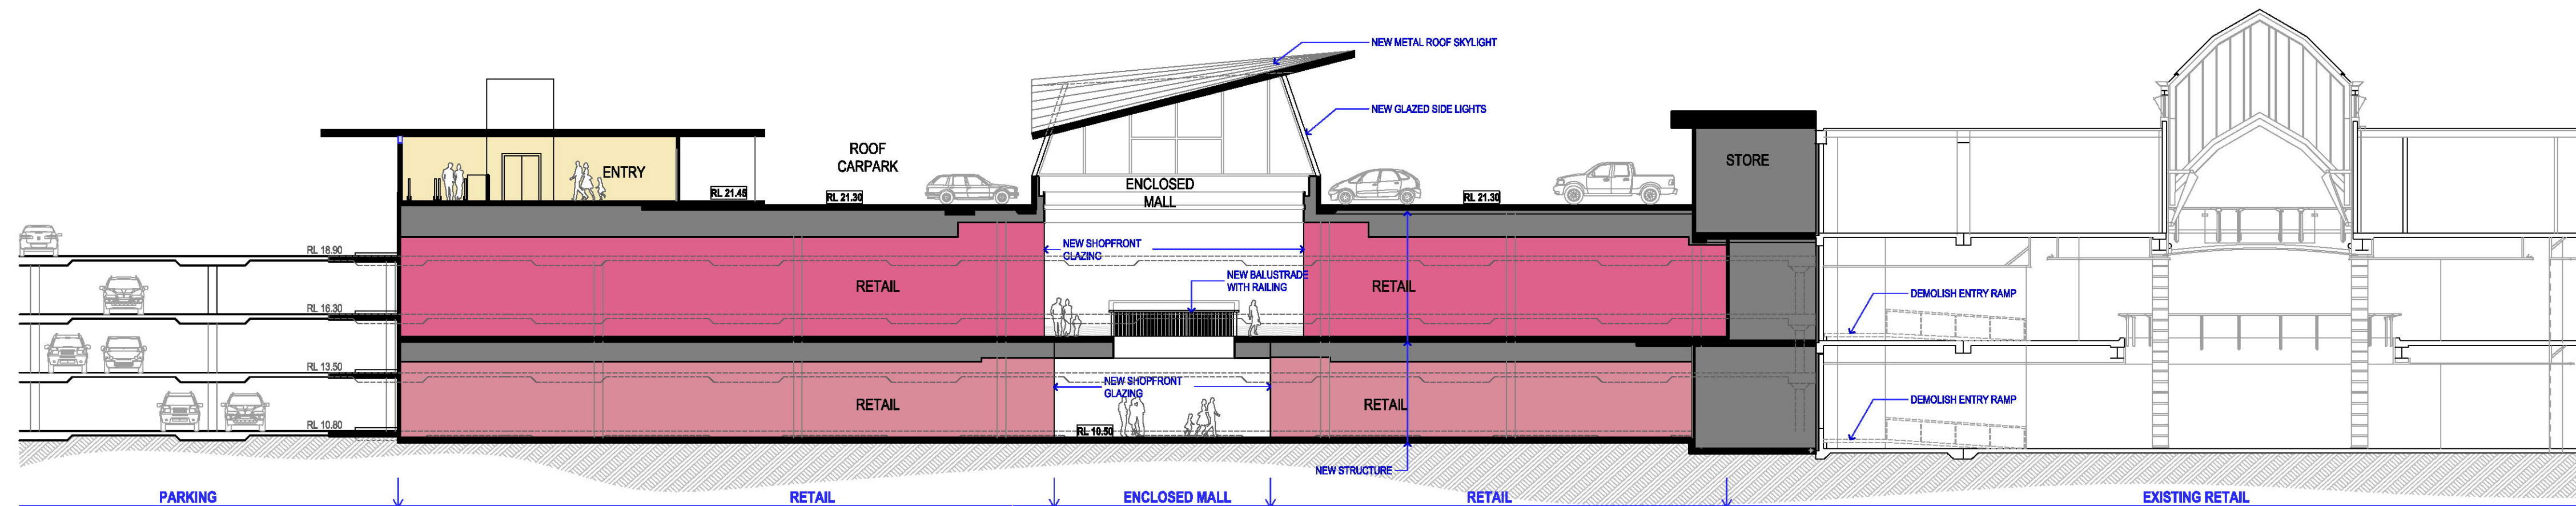 NEW METAL ROOF SKYLIGHT
NEW GLAZED SIDE LIGHTS
ROOF
CARPARK
ENTRY
STORE
ENCLOSED
MALL
RL 21.45
RL 21.30
RL 21.30
RL 18.90
NEW SHOPFRONT
GLAZING
NEW BALUSTRADE
WITH RAILING
RETAIL
RETAIL
DEMOLISH ENTRY RAMP
RL 16.30
RL 13.50
NEW SHOPFRONT
GLAZING
RETAIL
RETAIL
DEMOLISH ENTRY RAMP
RL 10.80
RL 10.50
NEW STRUCTURE
PARKING
RETAIL
ENCLOSED MALL
RETAIL
EXISTING RETAIL